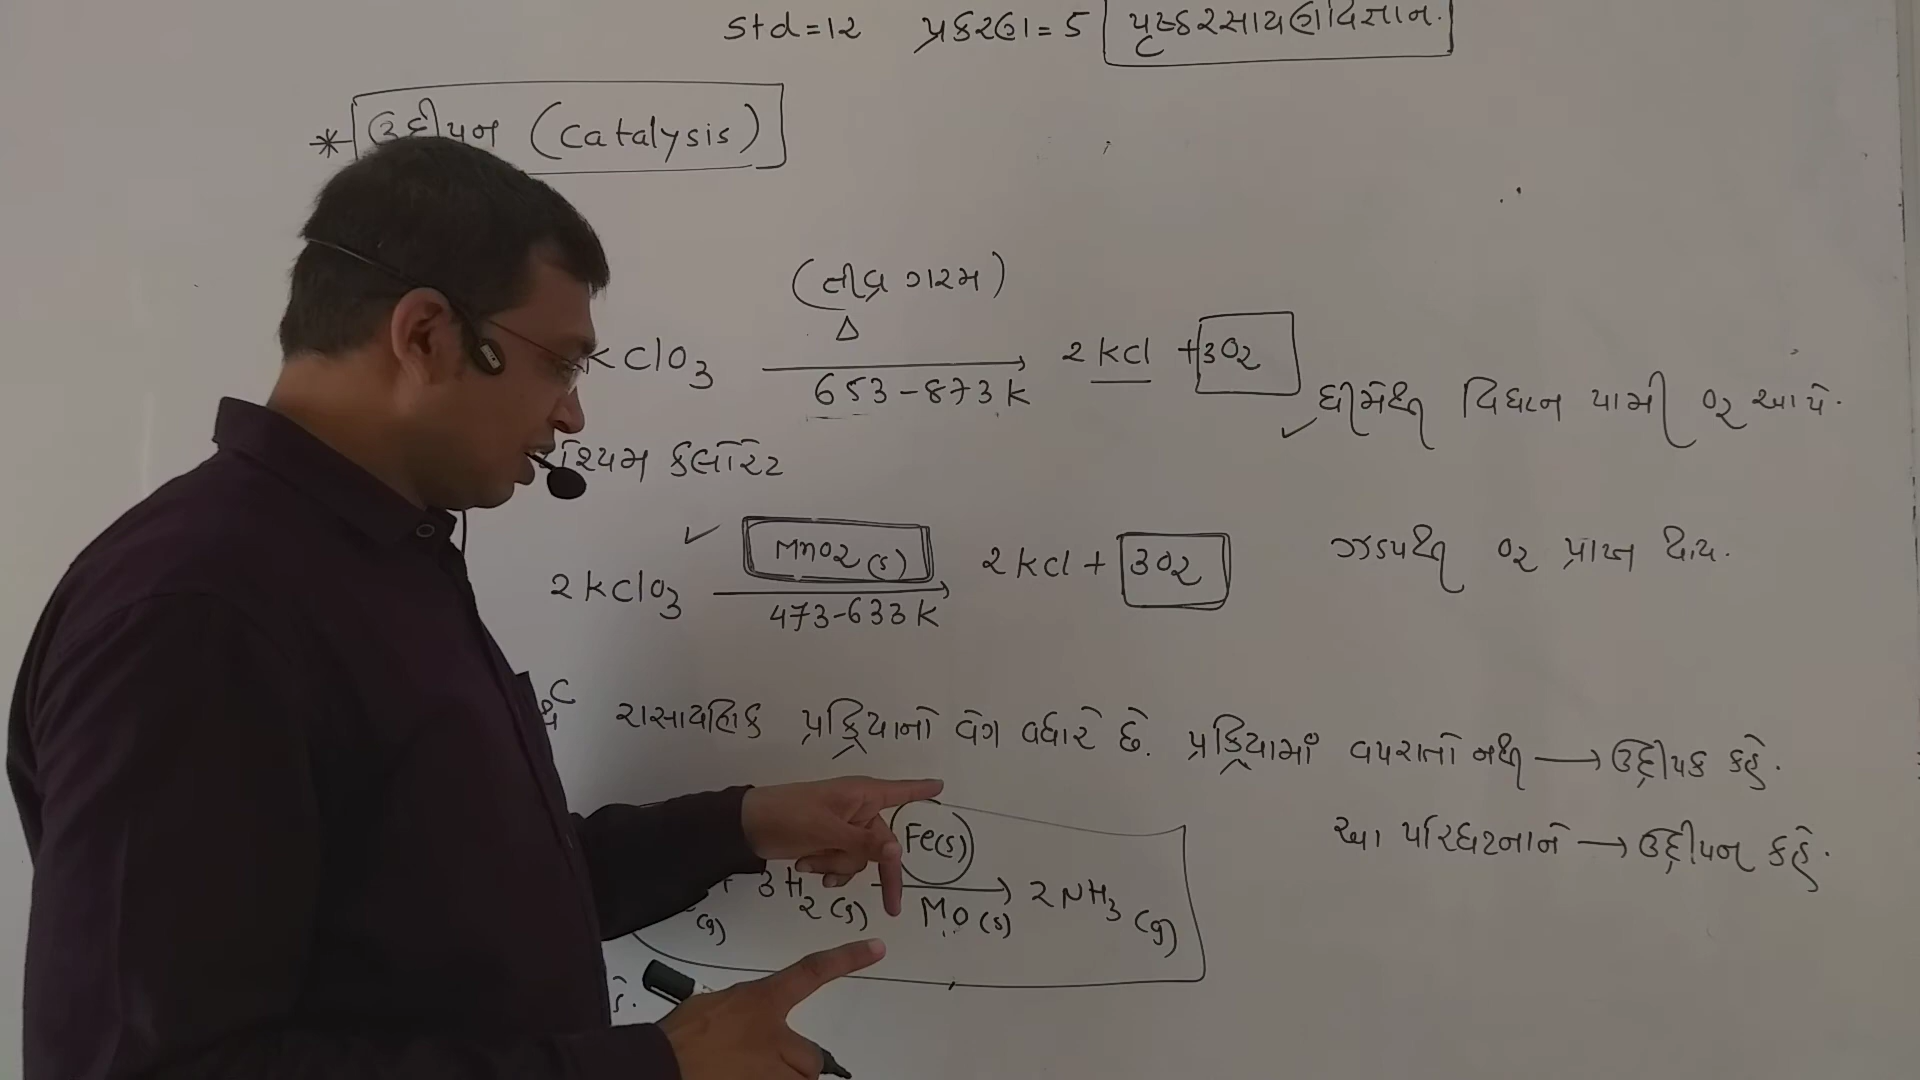 Std=12 પ્રકરણ=5 પૃષ્ઠરસાયણવિજ્ઞાન.
* ઉદ્દીપન (Catalysis)
(તીવ્ર ગરમ)
Δ
KClO3 → 2KCl + 3O2
653-873K
ધીમેથી વિઘટન પામી O2 આપે.
શિયમ ક્લોરેટ
✓ MnO2(s)
2KClO3 → 2KCl + 3O2 ઝડપથી O2 પ્રાપ્ત થાય.
473-633K
રાસાયણિક પ્રક્રિયાનો વેગ વધારે છે. પ્રક્રિયામાં વપરાતો નથી → ઉદ્દીપક કહે.
આ પરિઘટનાને → ઉદ્દીપન કહે.
Fe(s)
(g) + 3H2(g) → 2NH3(g)
Mo(s)